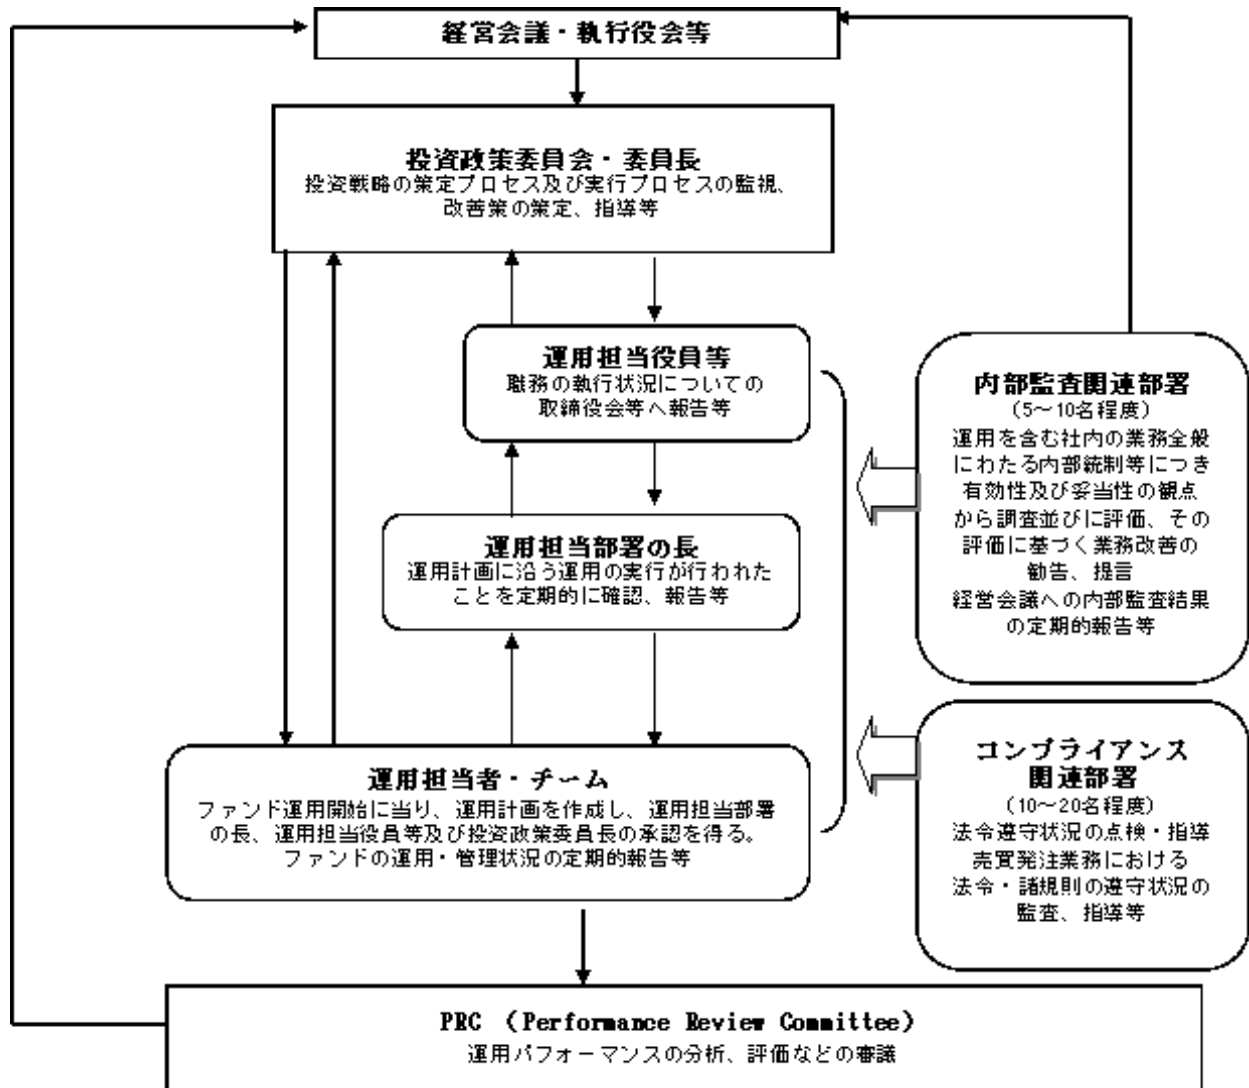 経営会議・執行役会等
投資政策委員会・委員長
投資戦略の策定プロセス及び実行プロセスの監視、
改善策の策定、指導等
運用担当役員等
職務の執行状況についての
取締役会等へ報告等
運用担当部署の長
運用計画に沿う運用の実行が行われた
ことを定期的に確認、報告等
運用担当者・チーム
ファンド運用開始に当り、運用計画を作成し、運用担当部署
の長、運用担当役員等及び投資政策委員長の承認を得る。
ファンドの運用・管理状況の定期的報告等
内部監査関連部署
（5～10名程度）
運用を含む社内の業務全般
にわたる内部統制等につき
有効性及び妥当性の観点
から調査並びに評価、その
評価に基づく業務改善の
勧告、提言
経営会議への内部監査結果
の定期的報告等
コンプライアンス
関連部署
（10～20名程度）
法令遵守状況の点検・指導
売買発注業務における
法令・諸規則の遵守状況の
監査、指導等
PRC （Performance Review Committee）
運用パフォーマンスの分析、評価などの審議